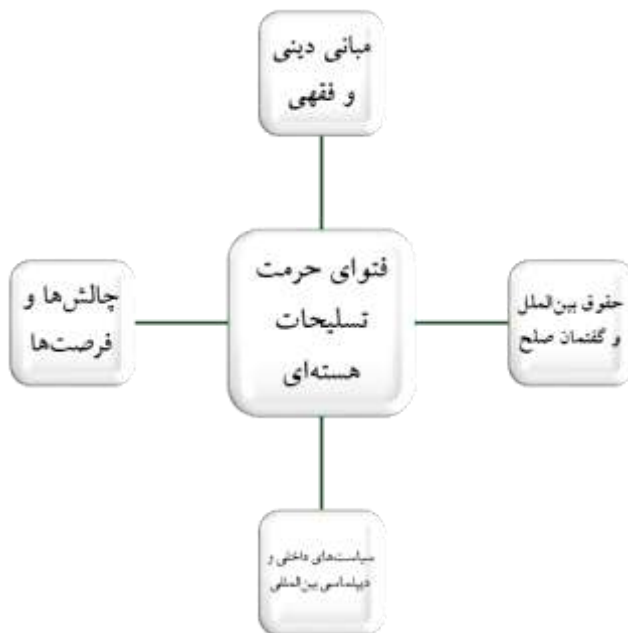 مبانی دینی
و فقهی
فتوای حرمت
تسلیحات
هسته‌ای
حقوق بین‌الملل
و گفتمان صلح
چالش‌ها و
فرصت‌ها
سیاست‌های داخلی و
دیپلماسی بین‌المللی